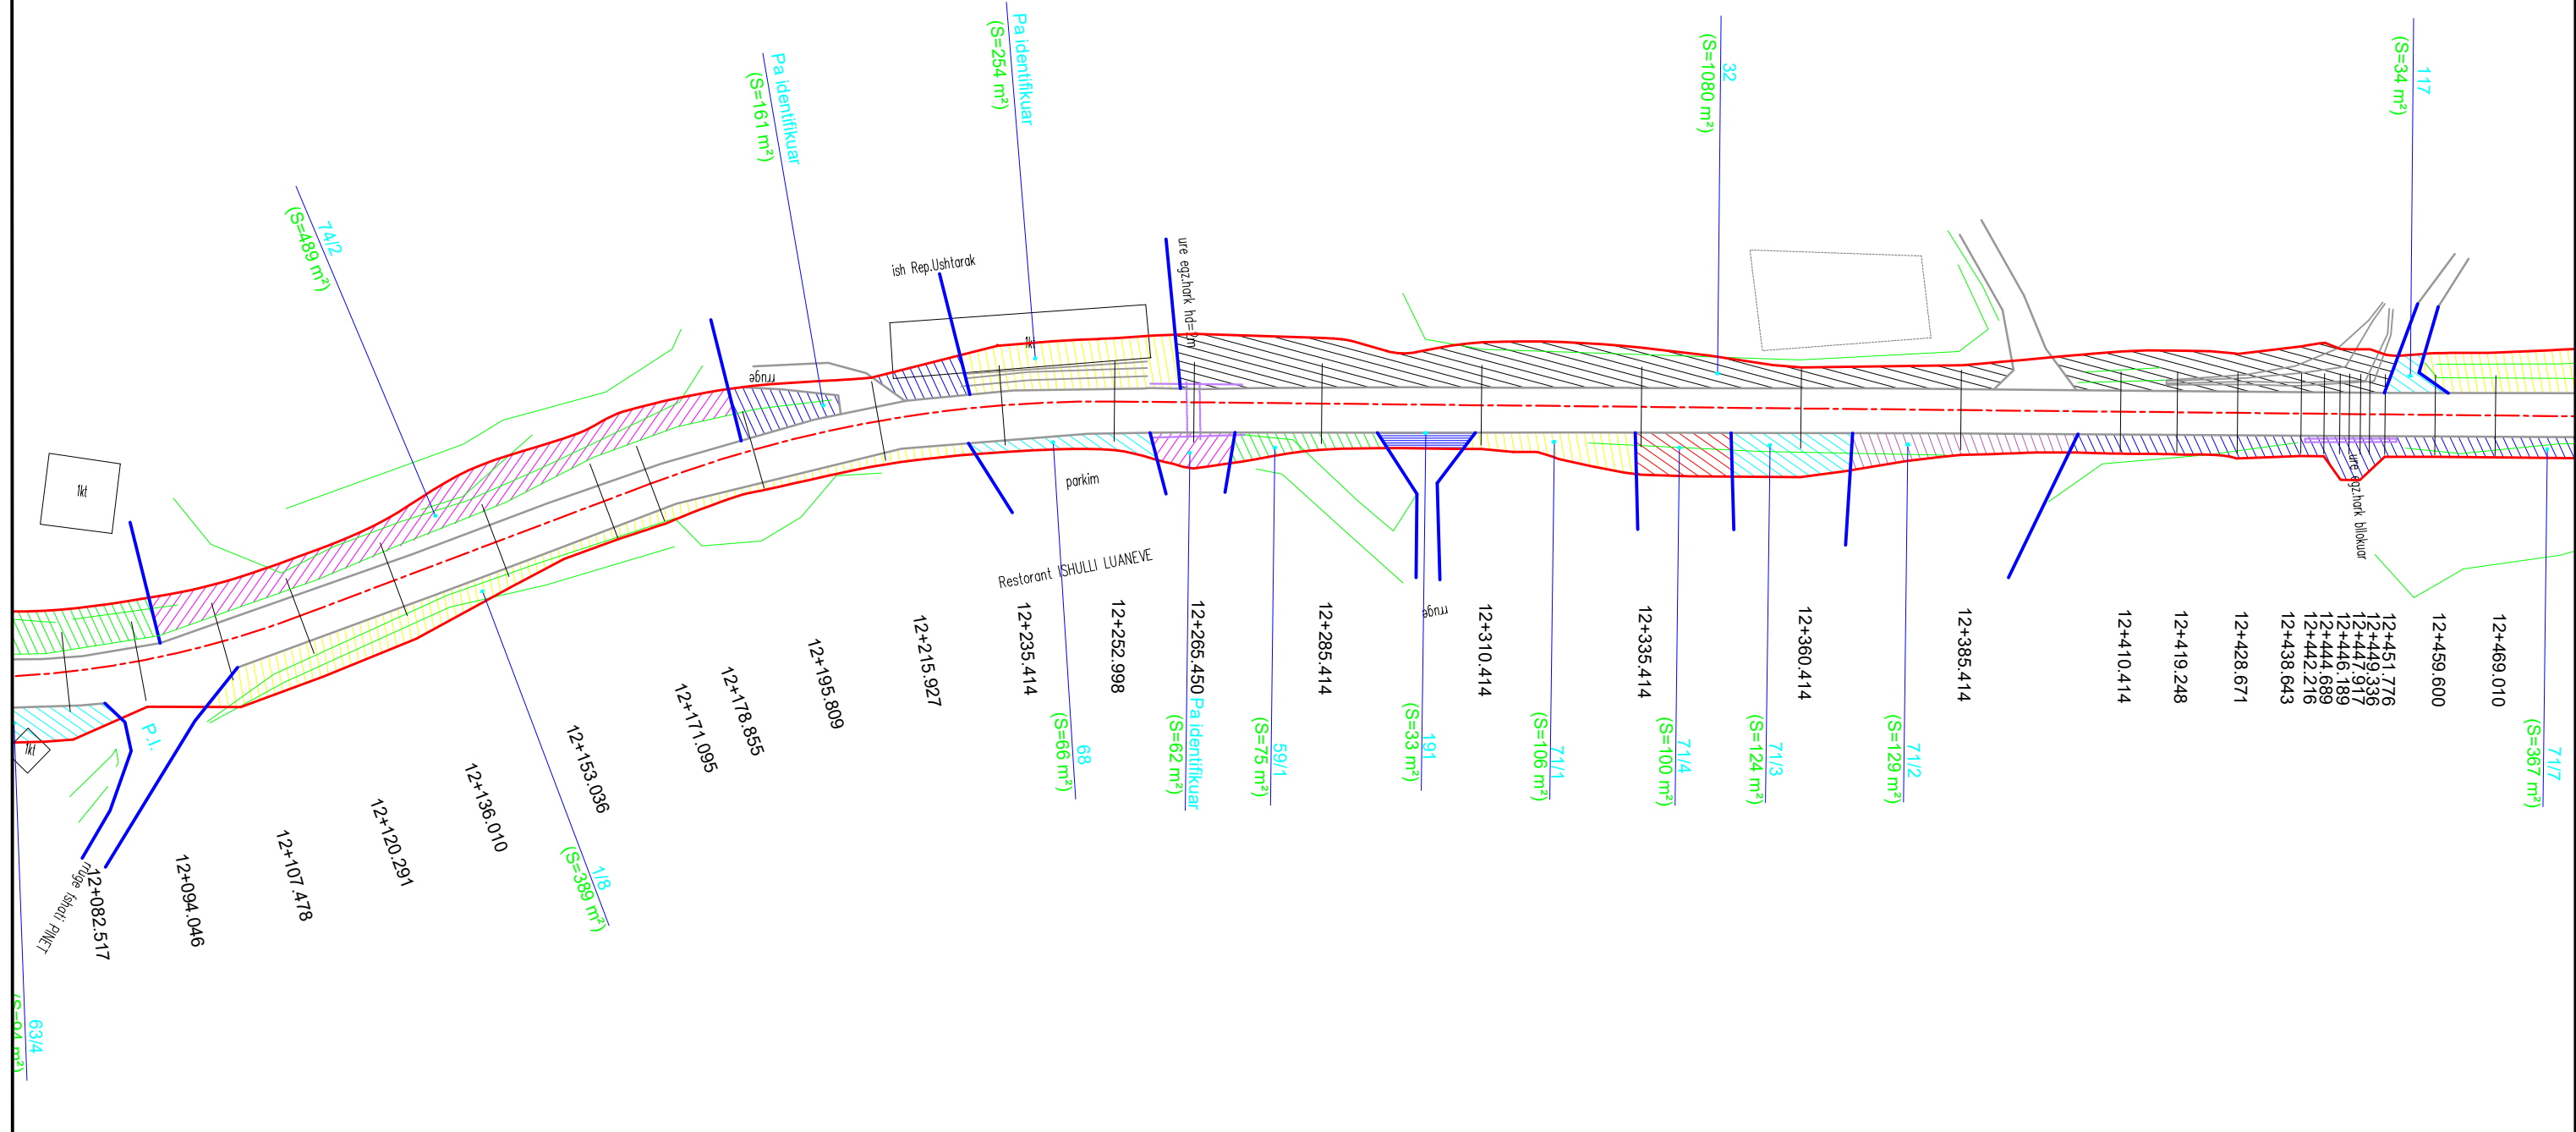 74/2
(S=489 m²)
Pa identifikuar
(S=161 m²)
Pa identifikuar
(S=254 m²)
32
(S=1080 m²)
117
(S=34 m²)
ish Rep.Ushtarak
ure egz.hark hd=2m
1kt
rruge
1kt
parkim
Restorant ISHULLI LUANEVE
rruge
ure egz.hark bllokuar
P.I.
1kt
rruge fshati PINET
12+082.517
12+094.046
12+107.478
12+120.291
12+136.010
12+153.036
12+171.095
12+178.855
12+195.809
12+215.927
12+235.414
12+252.998
12+265.450
12+285.414
12+310.414
12+335.414
12+360.414
12+385.414
12+410.414
12+419.248
12+428.671
12+438.643
12+442.216
12+444.689
12+446.189
12+447.917
12+449.336
12+451.776
12+459.600
12+469.010
63/4
(S=94 m²)
1/8
(S=389 m²)
68
(S=66 m²)
Pa identifikuar
(S=62 m²)
59/1
(S=75 m²)
191
(S=33 m²)
71/1
(S=106 m²)
71/4
(S=100 m²)
71/3
(S=124 m²)
71/2
(S=129 m²)
71/7
(S=367 m²)